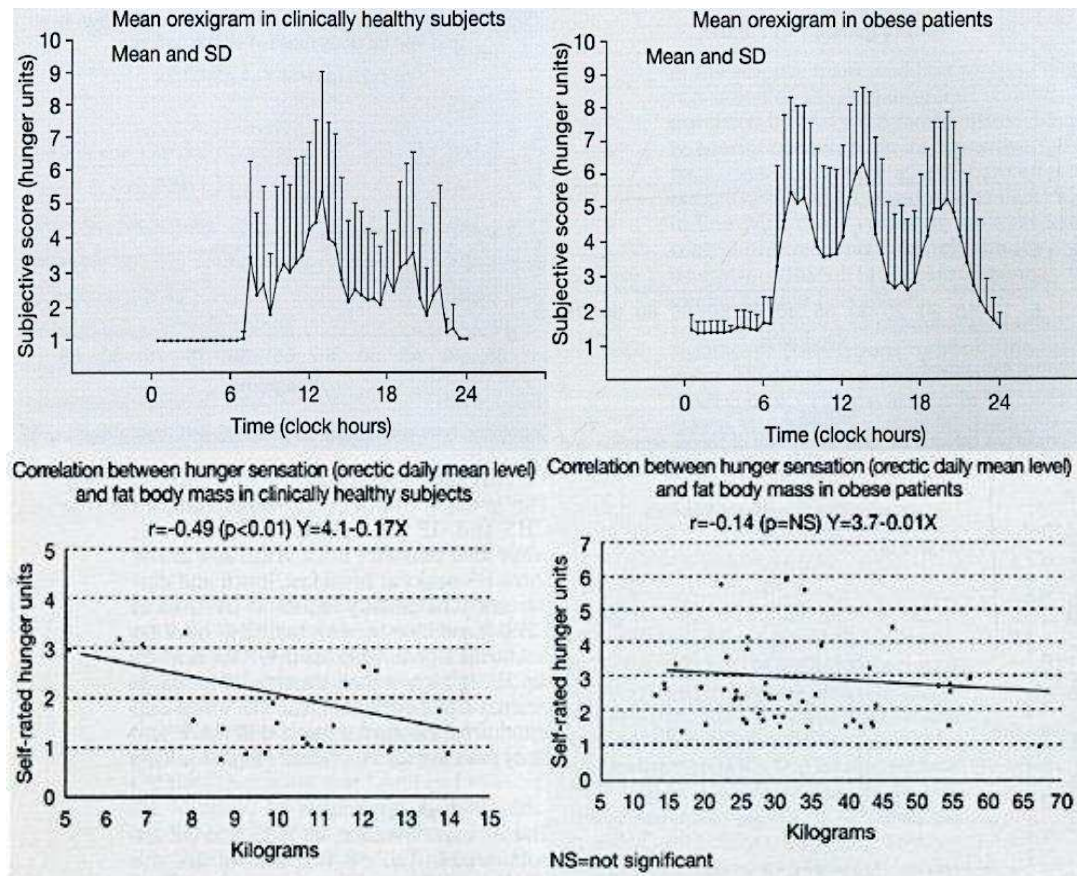 Mean orexigram in clinically healthy subjects
Mean and SD
Subjective score (hunger units)
10
9
8
7
6
5
4
3
2
1
0 6 12 18 24
Time (clock hours)
Mean orexigram in obese patients
Mean and SD
Subjective score (hunger units)
10
9
8
7
6
5
4
3
2
1
0 6 12 18 24
Time (clock hours)
Correlation between hunger sensation (orectic daily mean level)
and fat body mass in clinically healthy subjects
r=-0.49 (p<0.01) Y=4.1-0.17X
Self-rated hunger units
5
4
3
2
1
0
5 6 7 8 9 10 11 12 13 14 15
Kilograms
Correlation between hunger sensation (orectic daily mean level)
and fat body mass in obese patients
r=-0.14 (p=NS) Y=3.7-0.01X
Self-rated hunger units
7
6
5
4
3
2
1
0
5 10 15 20 25 30 35 40 45 50 55 60 65 70
Kilograms
NS=not significant